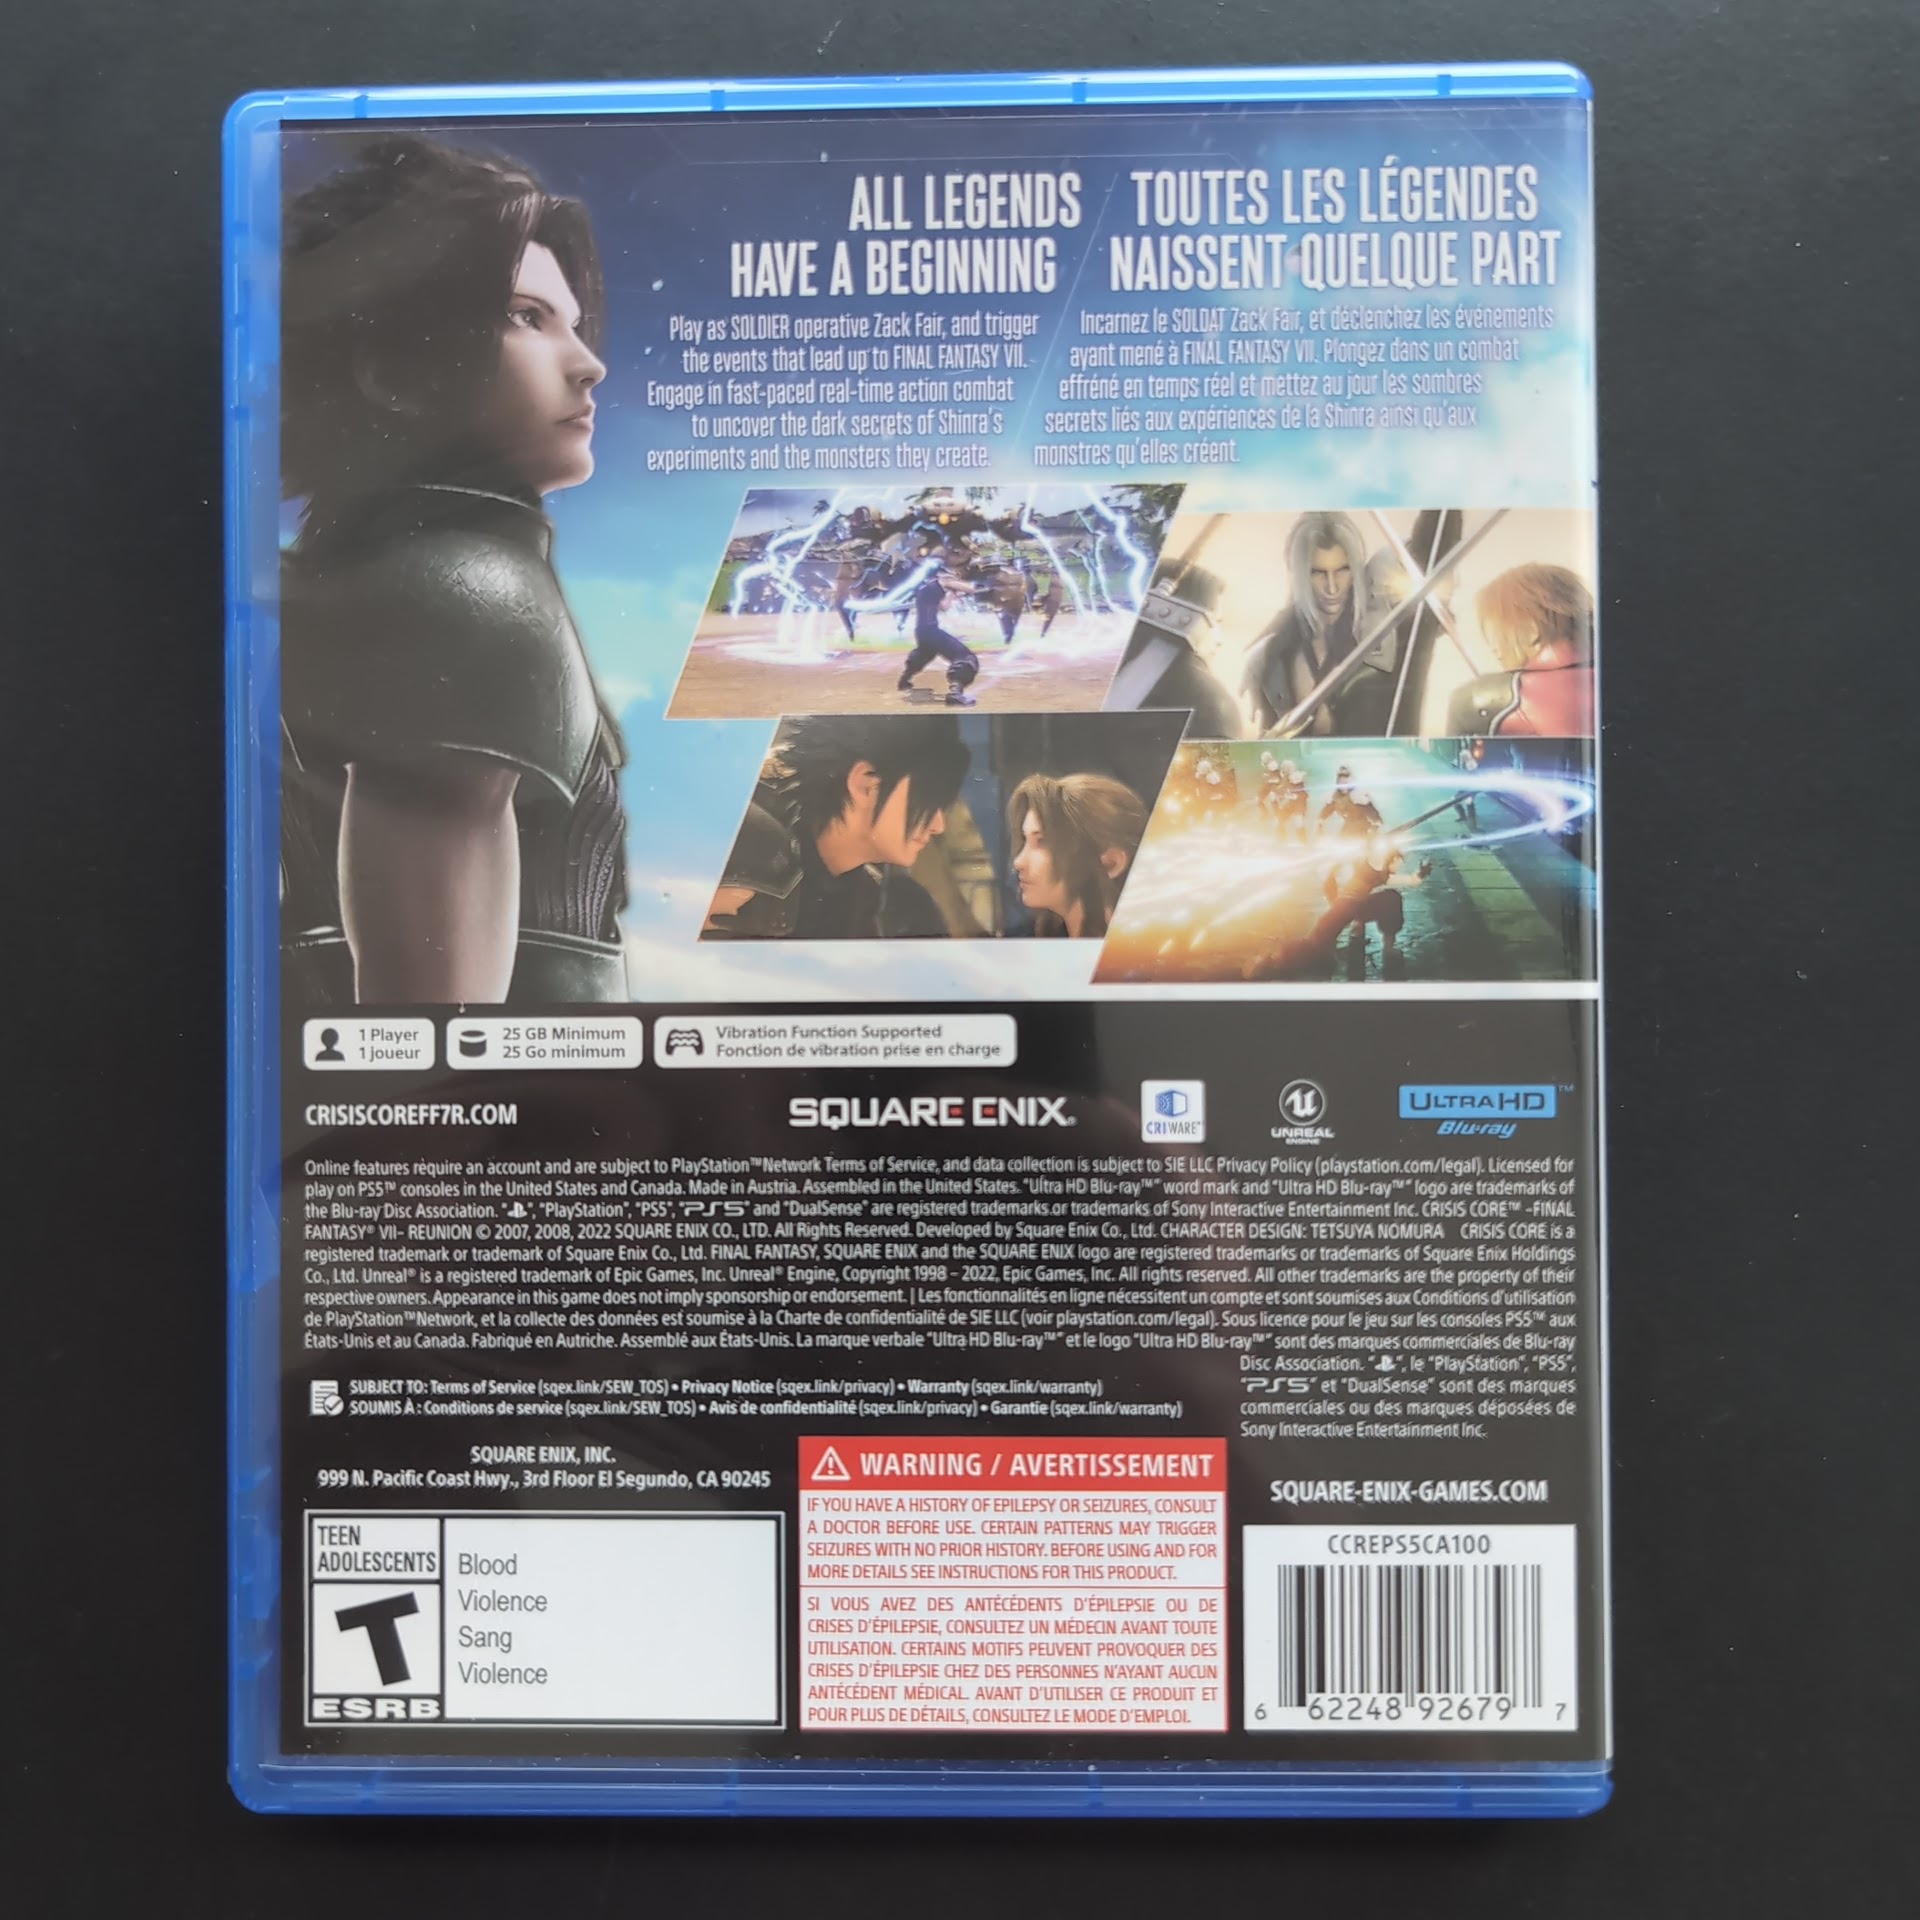 ALL LEGENDS
HAVE A BEGINNING
Play as SOLDIER operative Zack Fair, and trigger
the events that lead up to FINAL FANTASY VII.
Engage in fast-paced real-time action combat
to uncover the dark secrets of Shinra's
experiments and the monsters they create.
TOUTES LES LÉGENDES
NAISSENT QUELQUE PART
Incarnez le SOLDAT Zack Fair, et déclenchez les événements
ayant mené à FINAL FANTASY VII. Plongez dans un combat
effréné en temps réel et mettez au jour les sombres
secrets liés aux expériences de la Shinra ainsi qu'aux
monstres qu'elles créent.
1 Player
1 joueur
25 GB Minimum
25 Go minimum
Vibration Function Supported
Fonction de vibration prise en charge
CRISISCOREFF7R.COM
SQUARE ENIX®
CRIWARE™
UNREAL
ENGINE
ULTRA HD™
Blu-ray
Online features require an account and are subject to PlayStation™Network Terms of Service, and data collection is subject to SIE LLC Privacy Policy (playstation.com/legal). Licensed for
play on PS5™ consoles in the United States and Canada. Made in Austria. Assembled in the United States. "Ultra HD Blu-ray™" word mark and "Ultra HD Blu-ray™" logo are trademarks of
the Blu-ray Disc Association. "PS", "PlayStation", "PS5", "PS5" and "DualSense" are registered trademarks or trademarks of Sony Interactive Entertainment Inc. CRISIS CORE™ -FINAL
FANTASY® VII- REUNION © 2007, 2008, 2022 SQUARE ENIX CO., LTD. All Rights Reserved. Developed by Square Enix Co., Ltd. CHARACTER DESIGN: TETSUYA NOMURA CRISIS CORE is a
registered trademark or trademark of Square Enix Co., Ltd. FINAL FANTASY, SQUARE ENIX and the SQUARE ENIX logo are registered trademarks or trademarks of Square Enix Holdings
Co., Ltd. Unreal® is a registered trademark of Epic Games, Inc. Unreal® Engine, Copyright 1998 – 2022, Epic Games, Inc. All rights reserved. All other trademarks are the property of their
respective owners. Appearance in this game does not imply sponsorship or endorsement. | Les fonctionnalités en ligne nécessitent un compte et sont soumises aux Conditions d'utilisation
de PlayStation™Network, et la collecte des données est soumise à la Charte de confidentialité de SIE LLC (voir playstation.com/legal). Sous licence pour le jeu sur les consoles PS5™ aux
États-Unis et au Canada. Fabriqué en Autriche. Assemblé aux États-Unis. La marque verbale "Ultra HD Blu-ray™" et le logo "Ultra HD Blu-ray™" sont des marques commerciales de Blu-ray
Disc Association. "PS", le "PlayStation", "PS5",
"PS5" et "DualSense" sont des marques
commerciales ou des marques déposées de
Sony Interactive Entertainment Inc.
SUBJECT TO: Terms of Service (sqex.link/SEW_TOS) • Privacy Notice (sqex.link/privacy) • Warranty (sqex.link/warranty)
SOUMIS À : Conditions de service (sqex.link/SEW_TOS) • Avis de confidentialité (sqex.link/privacy) • Garantie (sqex.link/warranty)
SQUARE ENIX, INC.
999 N. Pacific Coast Hwy., 3rd Floor El Segundo, CA 90245
TEEN
ADOLESCENTS
T
ESRB
Blood
Violence
Sang
Violence
WARNING / AVERTISSEMENT
IF YOU HAVE A HISTORY OF EPILEPSY OR SEIZURES, CONSULT
A DOCTOR BEFORE USE. CERTAIN PATTERNS MAY TRIGGER
SEIZURES WITH NO PRIOR HISTORY. BEFORE USING AND FOR
MORE DETAILS SEE INSTRUCTIONS FOR THIS PRODUCT.
SI VOUS AVEZ DES ANTÉCÉDENTS D'ÉPILEPSIE OU DE
CRISES D'ÉPILEPSIE, CONSULTEZ UN MÉDECIN AVANT TOUTE
UTILISATION. CERTAINS MOTIFS PEUVENT PROVOQUER DES
CRISES D'ÉPILEPSIE CHEZ DES PERSONNES N'AYANT AUCUN
ANTÉCÉDENT MÉDICAL. AVANT D'UTILISER CE PRODUIT ET
POUR PLUS DE DÉTAILS, CONSULTEZ LE MODE D'EMPLOI.
SQUARE-ENIX-GAMES.COM
CCREPS5CA100
6 62248 92679 7